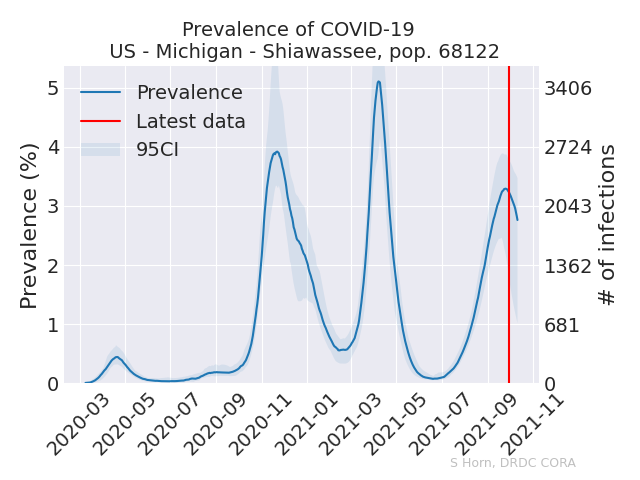 Prevalence of COVID-19
US - Michigan - Shiawassee, pop. 68122
Prevalence
Latest data
95CI
Prevalence (%)
5
4
3
2
1
0
3406
2724
2043
1362
681
0
# of infections
2020-03
2020-05
2020-07
2020-09
2020-11
2021-01
2021-03
2021-05
2021-07
2021-09
2021-11
S Horn, DRDC CORA